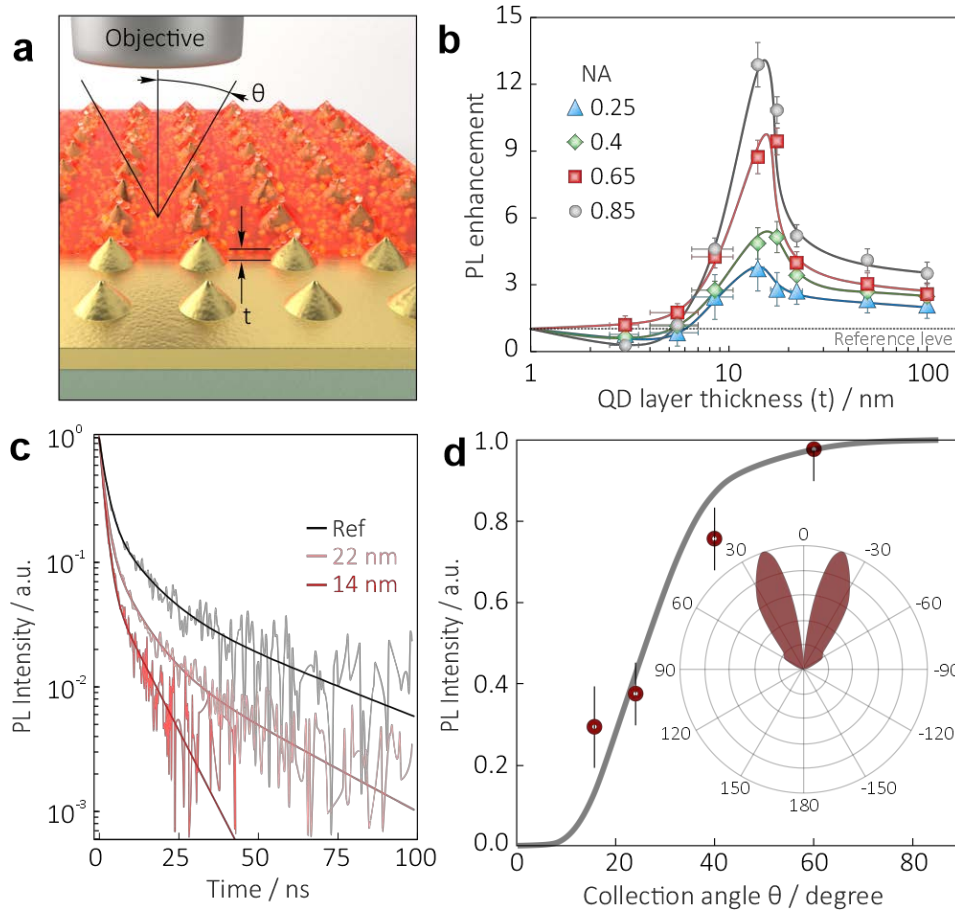 a
Objective
θ
t
b
15
12
9
6
3
0
NA
0.25
0.4
0.65
0.85
Reference level
1
10
100
PL enhancement
QD layer thickness (t) / nm
c
10⁰
10⁻¹
10⁻²
10⁻³
Ref
22 nm
14 nm
0
25
50
75
100
PL Intensity / a.u.
Time / ns
d
1.0
0.8
0.6
0.4
0.2
0.0
0
30
-30
60
-60
90
-90
120
-120
150
-150
180
0
20
40
60
80
PL Intensity / a.u.
Collection angle θ / degree